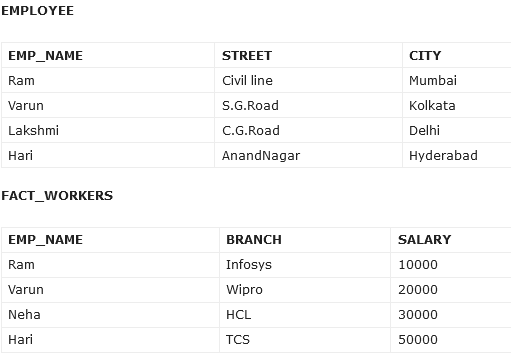 EMPLOYEE
EMP_NAME STREET CITY
Ram Civil line Mumbai
Varun S.G.Road Kolkata
Lakshmi C.G.Road Delhi
Hari AnandNagar Hyderabad
FACT_WORKERS
EMP_NAME BRANCH SALARY
Ram Infosys 10000
Varun Wipro 20000
Neha HCL 30000
Hari TCS 50000